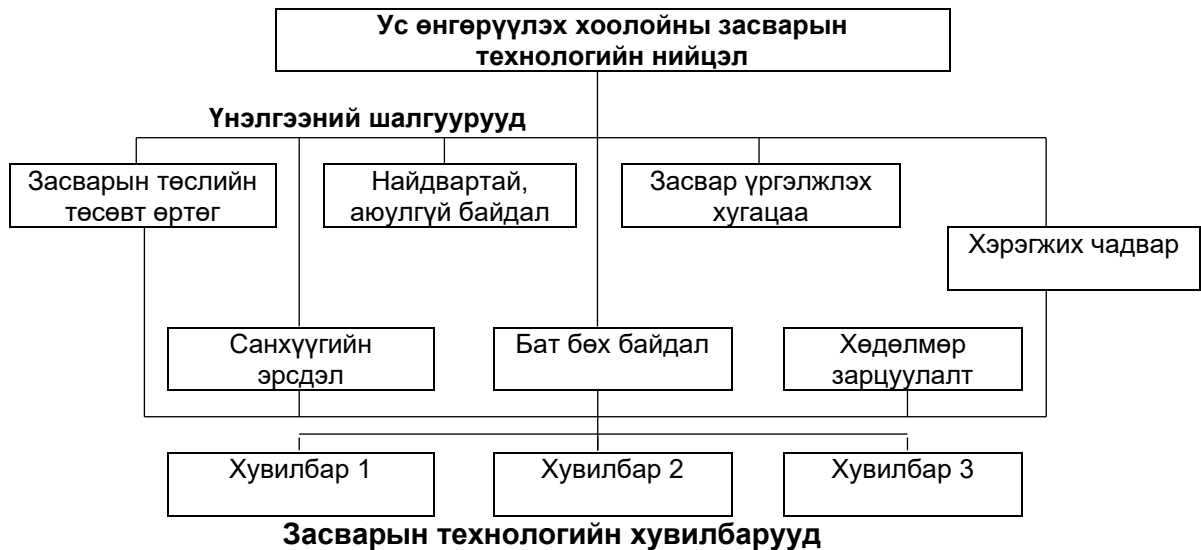 Ус өнгөрүүлэх хоолойны засварын
технологийн нийцэл
Үнэлгээний шалгуурууд
Засварын төслийн
төсөвт өртөг
Найдвартай,
аюулгүй байдал
Засвар үргэлжлэх
хугацаа
Хэрэгжих чадвар
Санхүүгийн
эрсдэл
Бат бөх байдал
Хөдөлмөр
зарцуулалт
Хувилбар 1
Хувилбар 2
Хувилбар 3
Засварын технологийн хувилбарууд